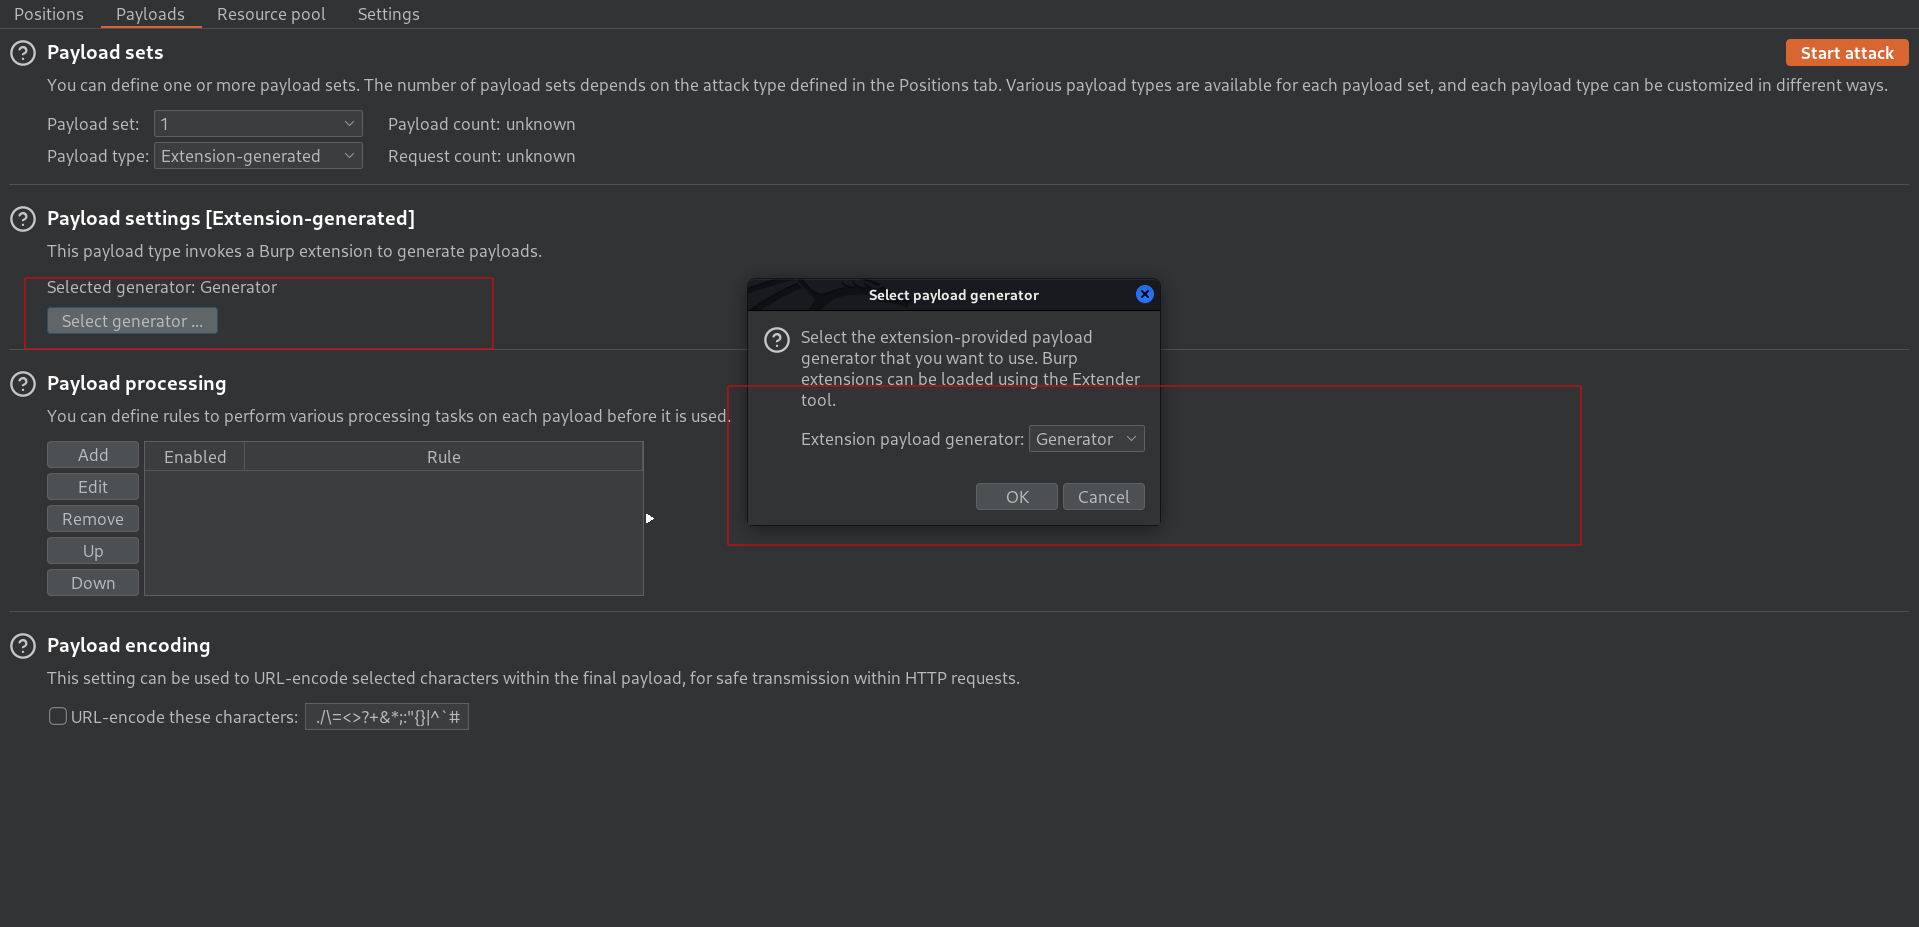 Positions Payloads Resource pool Settings
Payload sets
Start attack
You can define one or more payload sets. The number of payload sets depends on the attack type defined in the Positions tab. Various payload types are available for each payload set, and each payload type can be customized in different ways.
Payload set: 1 Payload count: unknown
Payload type: Extension-generated Request count: unknown
Payload settings [Extension-generated]
This payload type invokes a Burp extension to generate payloads.
Selected generator: Generator
Select generator ...
Payload processing
You can define rules to perform various processing tasks on each payload before it is used.
Add
Edit
Remove
Up
Down
Enabled Rule
Select payload generator
Select the extension-provided payload
generator that you want to use. Burp
extensions can be loaded using the Extender
tool.
Extension payload generator: Generator
OK Cancel
Payload encoding
This setting can be used to URL-encode selected characters within the final payload, for safe transmission within HTTP requests.
URL-encode these characters: ./\=<>?+&*;:"{}|^`#